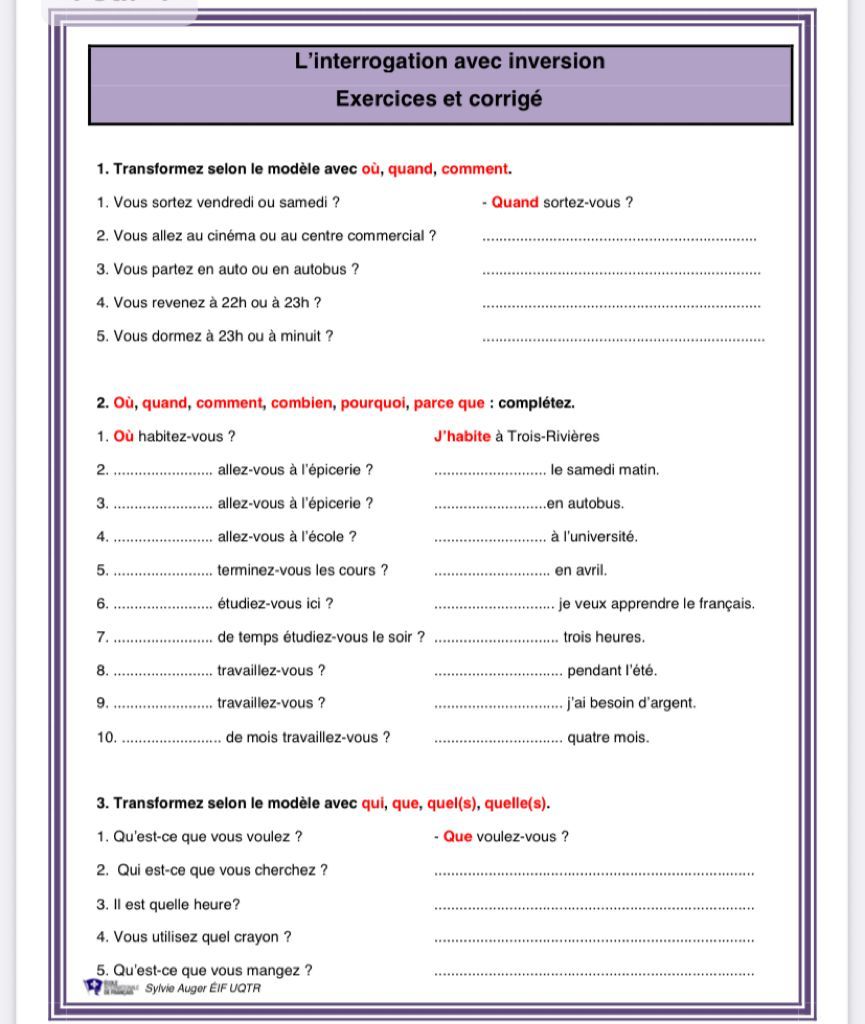 L'interrogation avec inversion
Exercices et corrigé
1. Transformez selon le modèle avec où, quand, comment.
1. Vous sortez vendredi ou samedi ? - Quand sortez-vous ?
2. Vous allez au cinéma ou au centre commercial ? ..................................................................
3. Vous partez en auto ou en autobus ? ...................................................................
4. Vous revenez à 22h ou à 23h ? ...................................................................
5. Vous dormez à 23h ou à minuit ? ....................................................................
2. Où, quand, comment, combien, pourquoi, parce que : complétez.
1. Où habitez-vous ? J'habite à Trois-Rivières
2. ........................ allez-vous à l'épicerie ? ........................... le samedi matin.
3. ........................ allez-vous à l'épicerie ? ...........................en autobus.
4. ........................ allez-vous à l'école ? ........................... à l'université.
5. ........................ terminez-vous les cours ? ............................ en avril.
6. ........................ étudiez-vous ici ? ............................. je veux apprendre le français.
7. ........................ de temps étudiez-vous le soir ? .............................. trois heures.
8. ........................ travaillez-vous ? ............................... pendant l'été.
9. ........................ travaillez-vous ? ............................... j'ai besoin d'argent.
10. ........................ de mois travaillez-vous ? ............................... quatre mois.
3. Transformez selon le modèle avec qui, que, quel(s), quelle(s).
1. Qu'est-ce que vous voulez ? - Que voulez-vous ?
2. Qui est-ce que vous cherchez ? .............................................................................
3. Il est quelle heure? .............................................................................
4. Vous utilisez quel crayon ? .............................................................................
5. Qu'est-ce que vous mangez ? .............................................................................
Sylvie Auger ÉIF UQTR